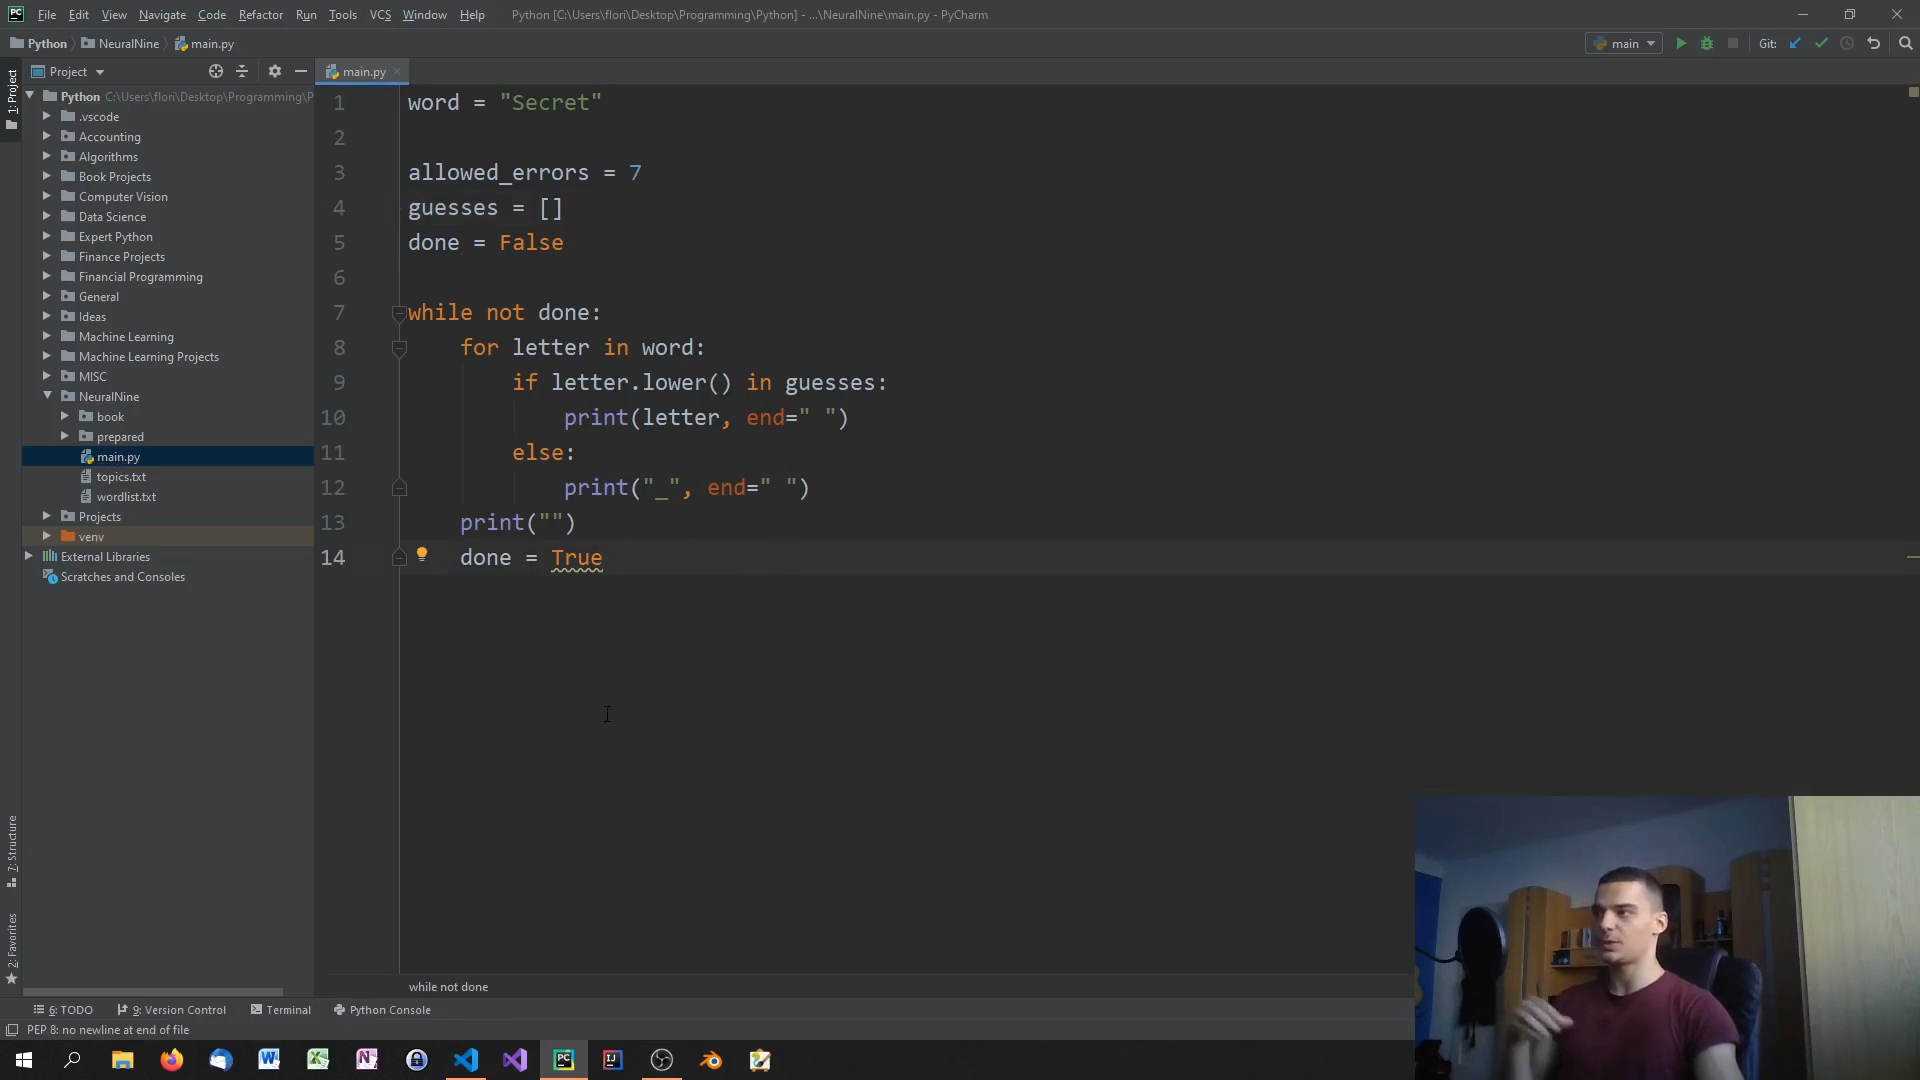 File Edit View Navigate Code Refactor Run Tools VCS Window Help Python [C:\Users\flori\Desktop\Programming\Python] - ...\NeuralNine\main.py - PyCharm
Python NeuralNine main.py main Git:
Project main.py
1: Project
Python C:\Users\flori\Desktop\Programming\P
.vscode
Accounting
Algorithms
Book Projects
Computer Vision
Data Science
Expert Python
Finance Projects
Financial Programming
General
Ideas
Machine Learning
Machine Learning Projects
MISC
NeuralNine
book
prepared
main.py
topics.txt
wordlist.txt
Projects
venv
External Libraries
Scratches and Consoles
1 word = "Secret"
2
3 allowed_errors = 7
4 guesses = []
5 done = False
6
7 while not done:
8 for letter in word:
9 if letter.lower() in guesses:
10 print(letter, end=" ")
11 else:
12 print("_", end=" ")
13 print("")
14 done = True
7: Structure
2: Favorites
while not done
6: TODO 9: Version Control Terminal Python Console
PEP 8: no newline at end of file